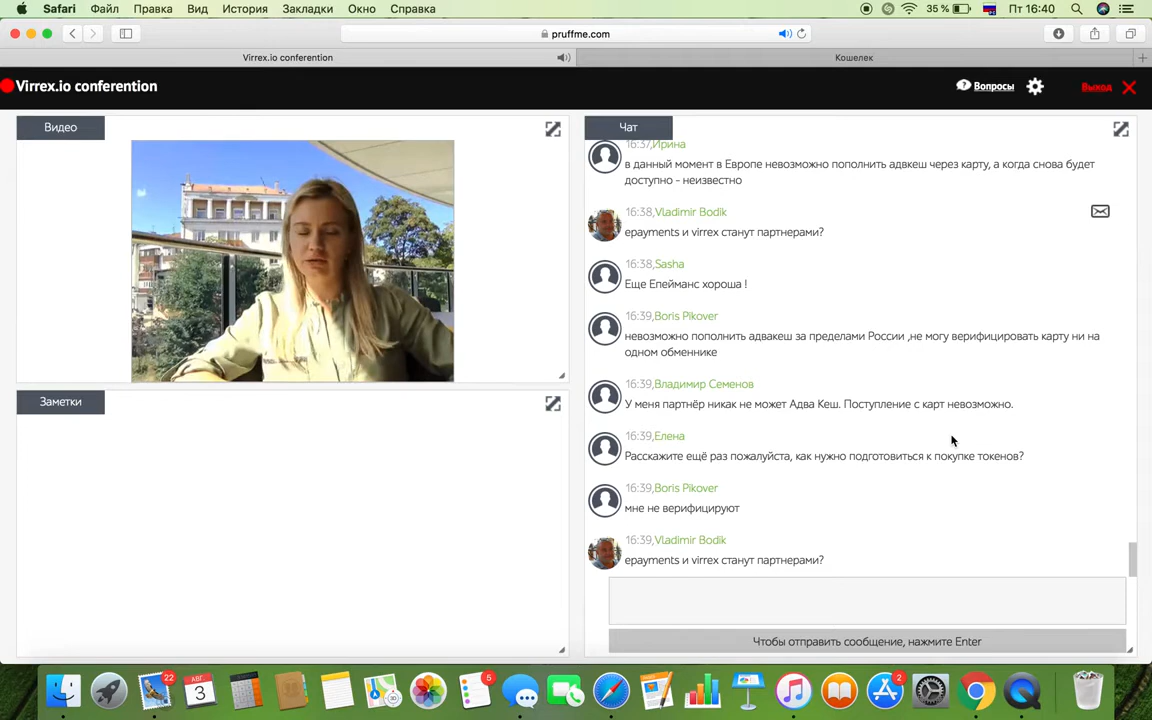 Safari Файл Правка Вид История Закладки Окно Справка 35 % Пт 16:40
pruffme.com
Virrex.io conferention Кошелек
Virrex.io conferention Вопросы Выход
Видео
Чат
16:37,Ирина
в данный момент в Европе невозможно пополнить адвкеш через карту, а когда снова будет
доступно - неизвестно
16:38,Vladimir Bodik
epayments и virrex станут партнерами?
16:38,Sasha
Еще Епейманс хороша !
16:39,Boris Pikover
невозможно пополнить адвакеш за пределами России ,не могу верифицировать карту ни на
одном обменнике
16:39,Владимир Семенов
У меня партнёр никак не может Адва Кеш. Поступление с карт невозможно.
16:39,Елена
Расскажите ещё раз пожалуйста, как нужно подготовиться к покупке токенов?
16:39,Boris Pikover
мне не верифицируют
16:39,Vladimir Bodik
epayments и virrex станут партнерами?
Чтобы отправить сообщение, нажмите Enter
Заметки
22 АВГ. 3 5 2